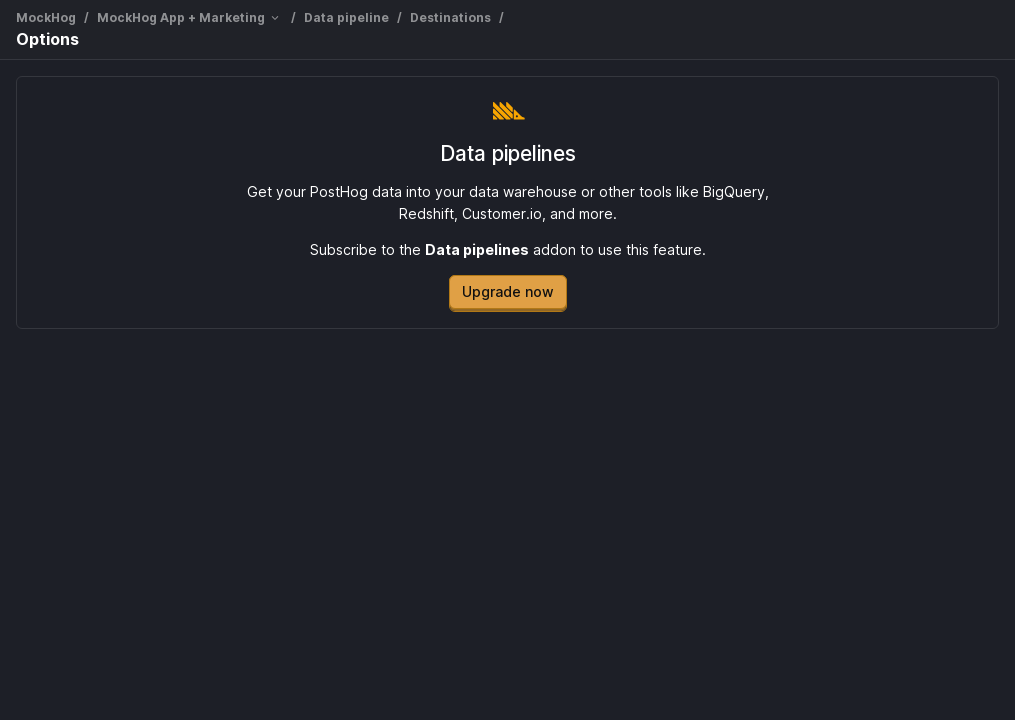 MockHog / MockHog App + Marketing / Data pipeline / Destinations /
Options
Data pipelines
Get your PostHog data into your data warehouse or other tools like BigQuery,
Redshift, Customer.io, and more.
Subscribe to the Data pipelines addon to use this feature.
Upgrade now